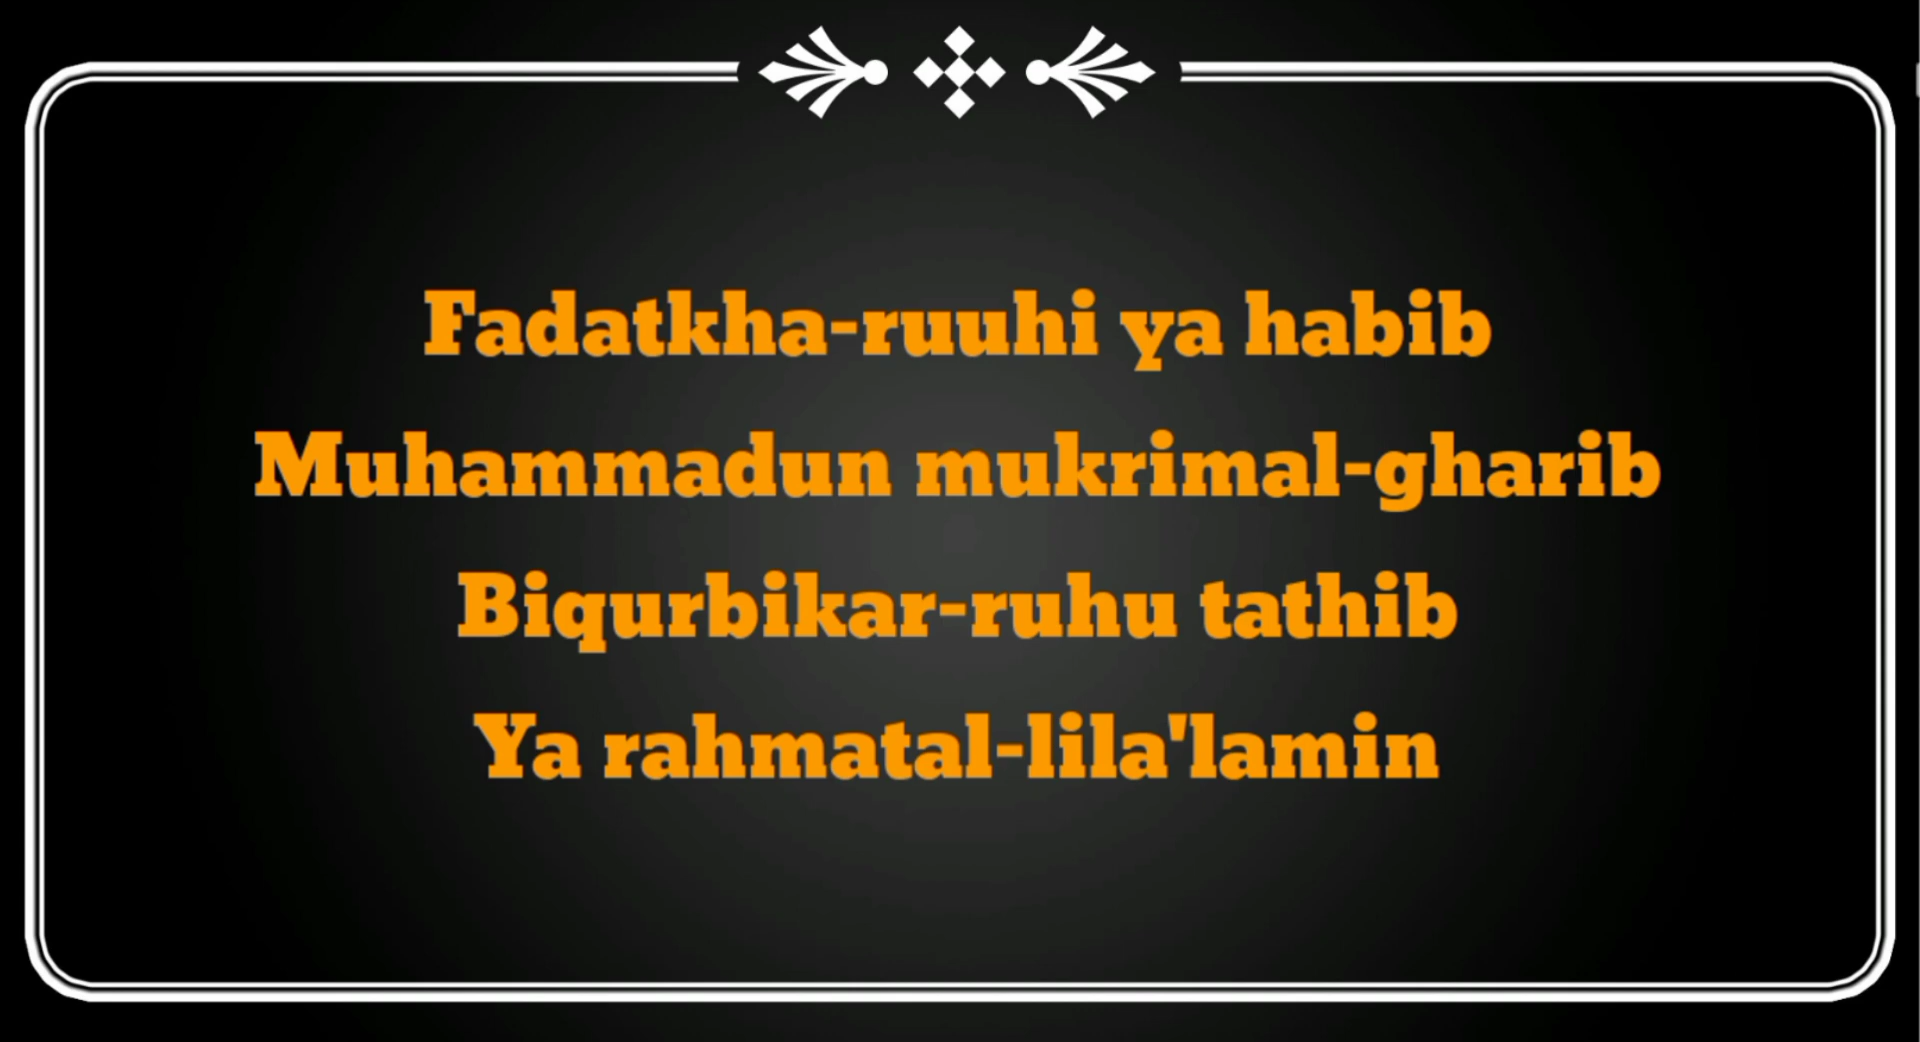 Fadatkha-ruuhi ya habib
Muhammadun mukrimal-gharib
Biqurbikar-ruhu tathib
Ya rahmatal-lila'lamin